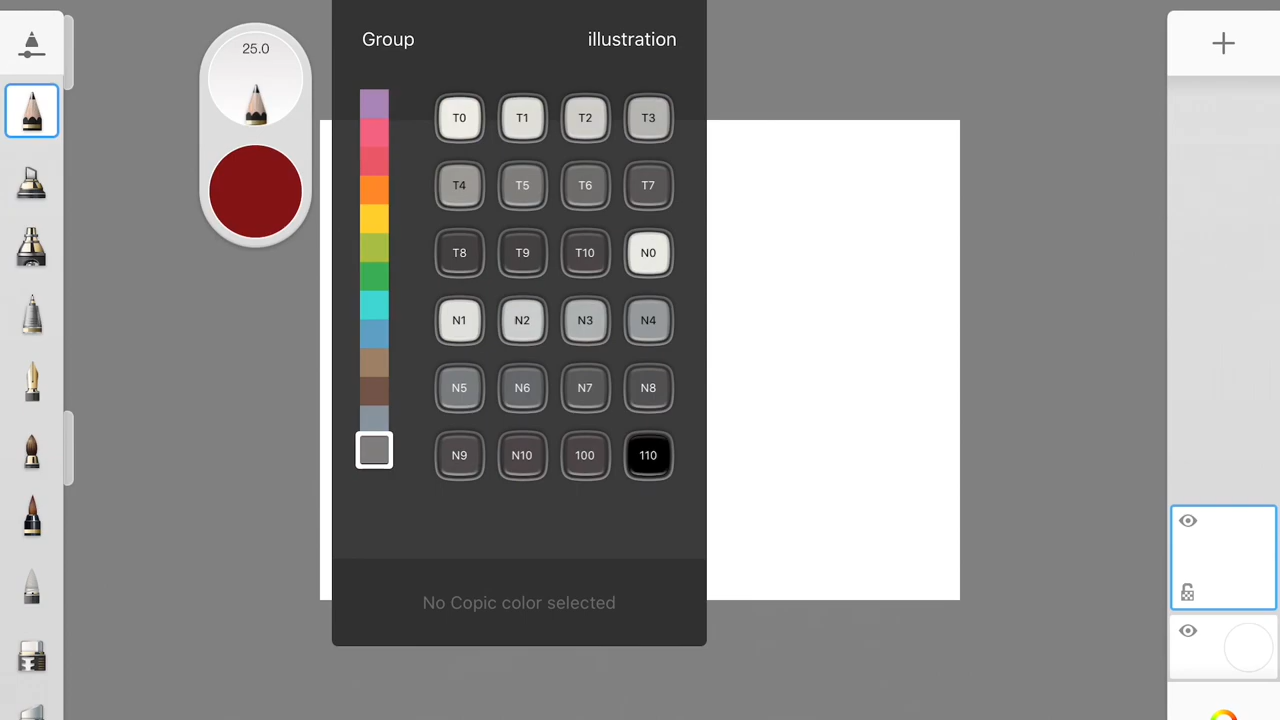 25.0
Group illustration
T0 T1 T2 T3
T4 T5 T6 T7
T8 T9 T10 N0
N1 N2 N3 N4
N5 N6 N7 N8
N9 N10 100 110
No Copic color selected